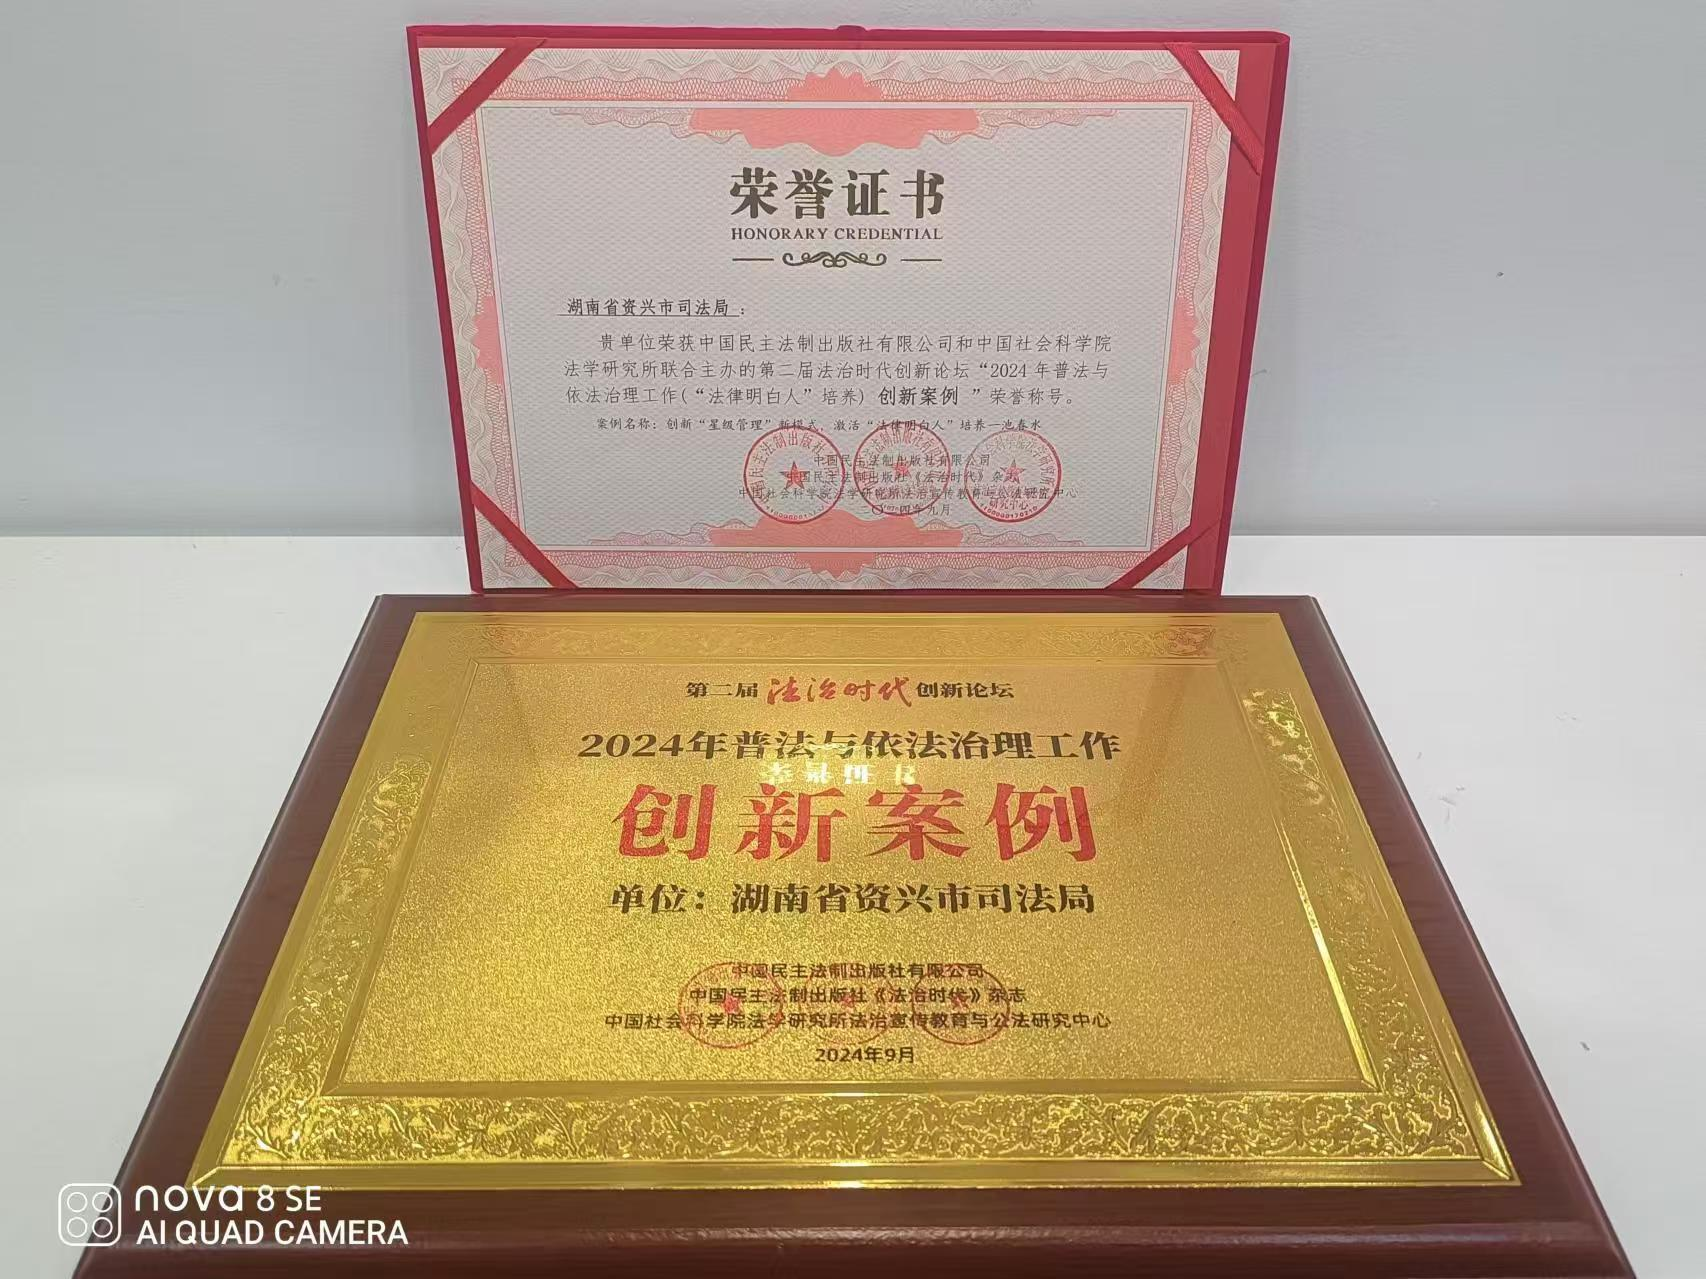 荣誉证书
HONORARY CREDENTIAL
湖南省资兴市司法局：
贵单位荣获中国民主法制出版社有限公司和中国社会科学院
法学研究所联合主办的第二届法治时代创新论坛“2024 年普法与
依法治理工作(“法律明白人”培养) 创新案例 ”荣誉称号。
案例名称：创新“星级管理”新模式，激活“法律明白人”培养一池春水
中国民主法制出版社有限公司
中国民主法制出版社《法治时代》杂志
中国社会科学院法学研究所法治宣传教育与公法研究中心
二〇二四年九月
第二届法治时代创新论坛
2024年普法与依法治理工作
创新案例
单位：湖南省资兴市司法局
中国民主法制出版社有限公司
中国民主法制出版社《法治时代》杂志
中国社会科学院法学研究所法治宣传教育与公法研究中心
2024年9月
nova 8 SE
AI QUAD CAMERA